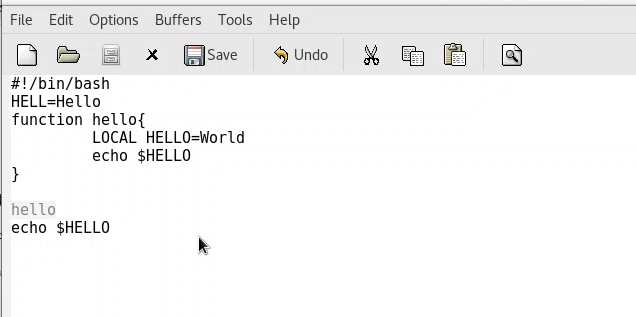 File Edit Options Buffers Tools Help
Save Undo
#!/bin/bash
HELL=Hello
function hello{
        LOCAL HELLO=World
        echo $HELLO
}
hello
echo $HELLO